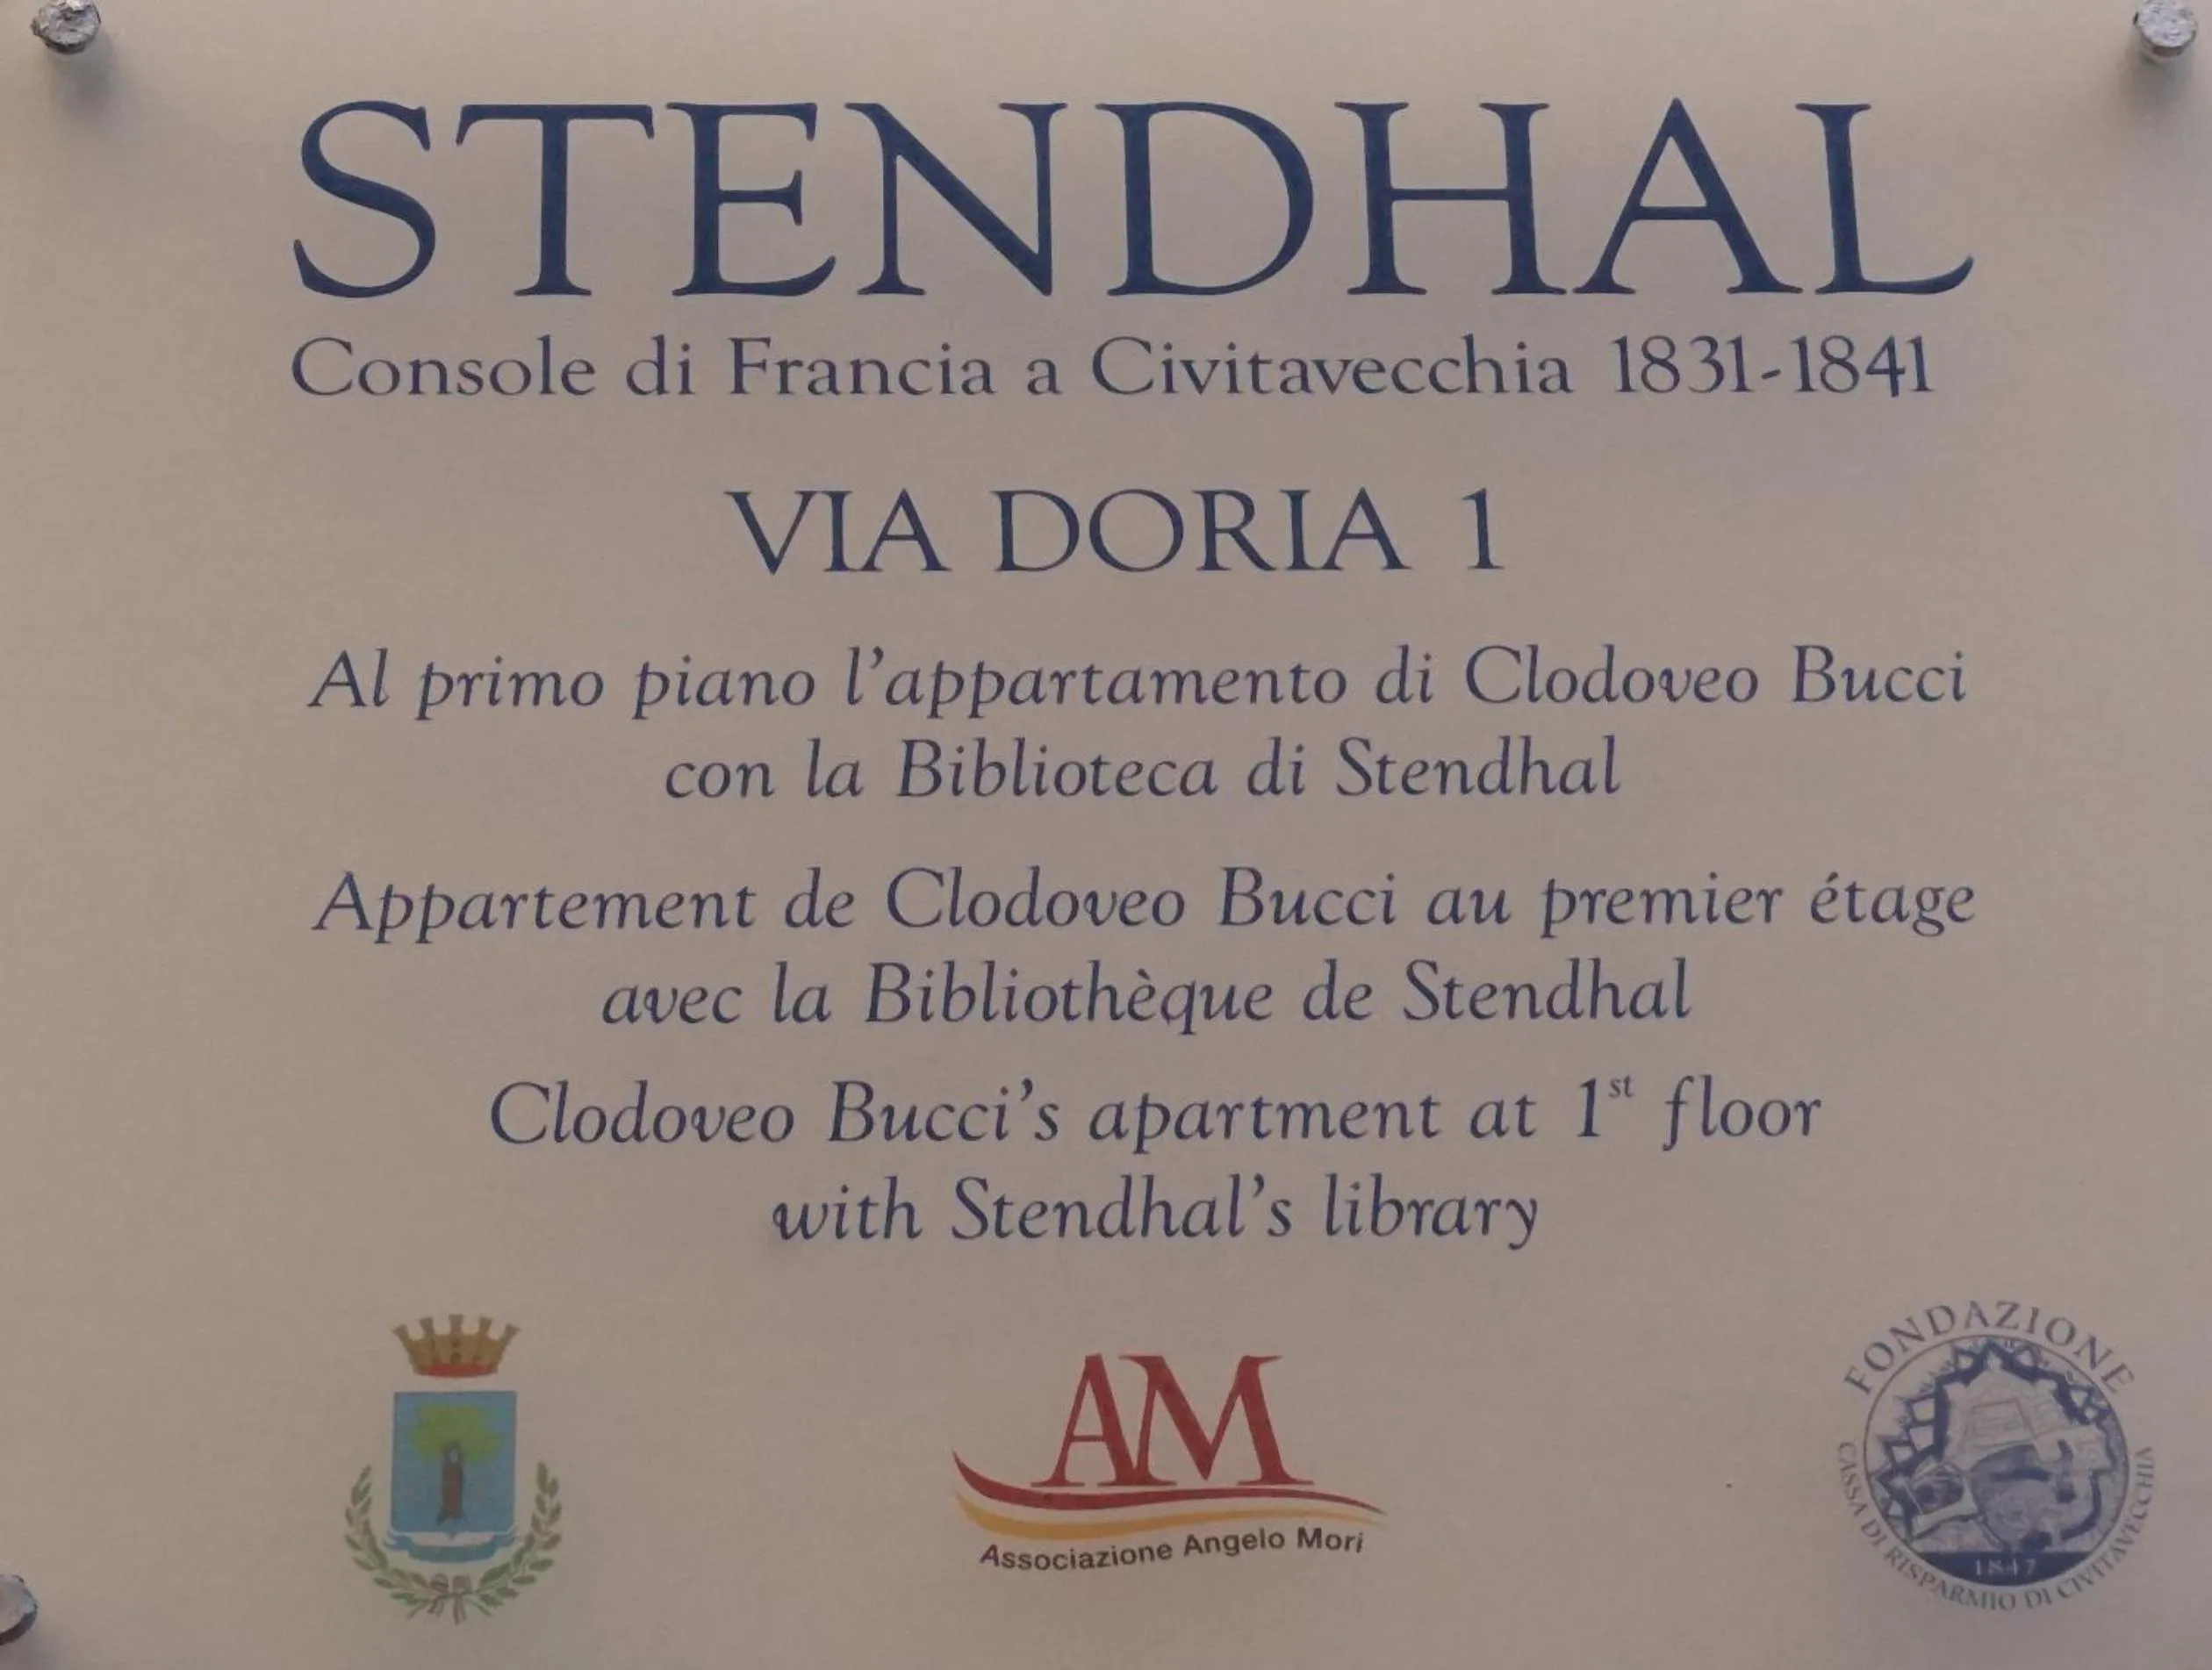 STENDHAL
Console di Francia a Civitavecchia 1831-1841
VIA DORIA 1
Al primo piano l'appartamento di Clodoveo Bucci
con la Biblioteca di Stendhal
Appartement de Clodoveo Bucci au premier étage
avec la Bibliothèque de Stendhal
Clodoveo Bucci's apartment at 1st floor
with Stendhal's library
AM
Associazione Angelo Mori
FONDAZIONE
CASSA DI RISPARMIO DI CIVITAVECCHIA
1847